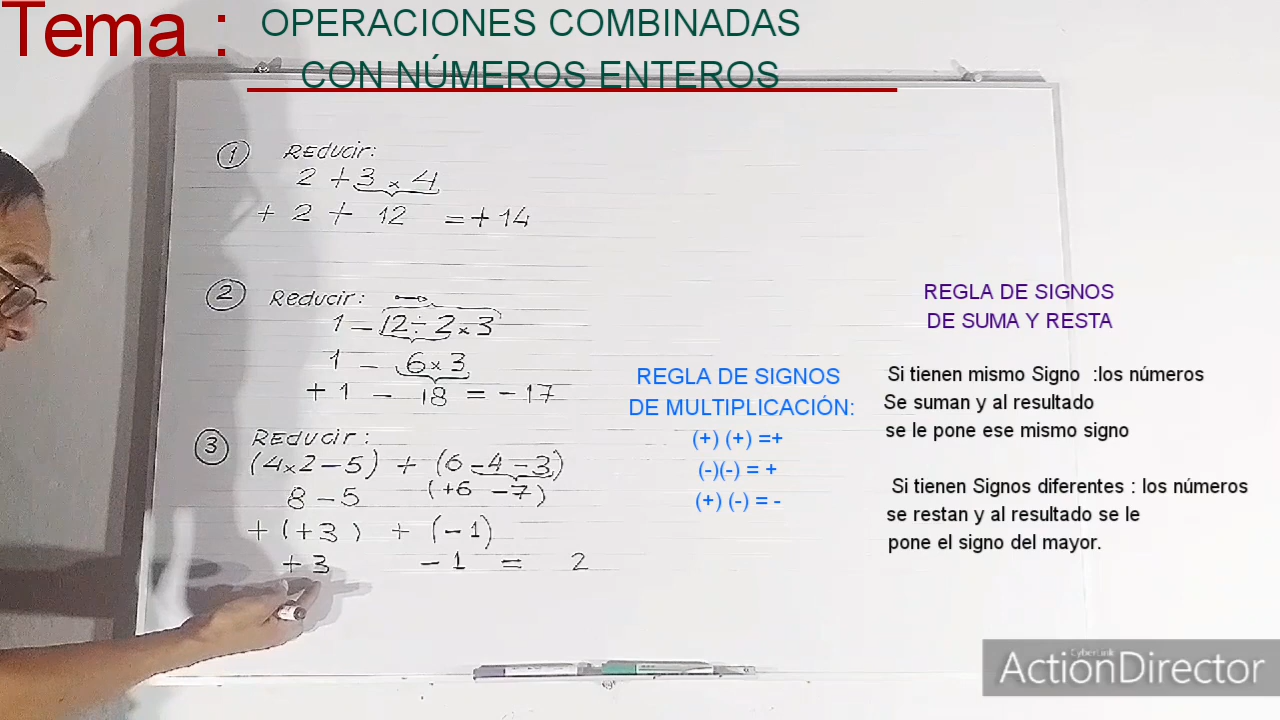 Tema : OPERACIONES COMBINADAS
CON NÚMEROS ENTEROS
1 REDUCIR:
2 + 3 × 4
+ 2 + 12 = + 14
2 Reducir:
1 - 12 ÷ 2 × 3
1 - 6 × 3
+ 1 - 18 = - 17
3 REDUCIR:
(4 × 2 - 5) + (6 - 4 - 3)
8 - 5 (+6 - 7)
+ (+3) + (-1)
+ 3 - 1 = 2
REGLA DE SIGNOS
DE MULTIPLICACIÓN:
(+) (+) =+
(-)(-) = +
(+) (-) = -
REGLA DE SIGNOS
DE SUMA Y RESTA
Si tienen mismo Signo :los números
Se suman y al resultado
se le pone ese mismo signo
Si tienen Signos diferentes : los números
se restan y al resultado se le
pone el signo del mayor.
CyberLink
ActionDirector